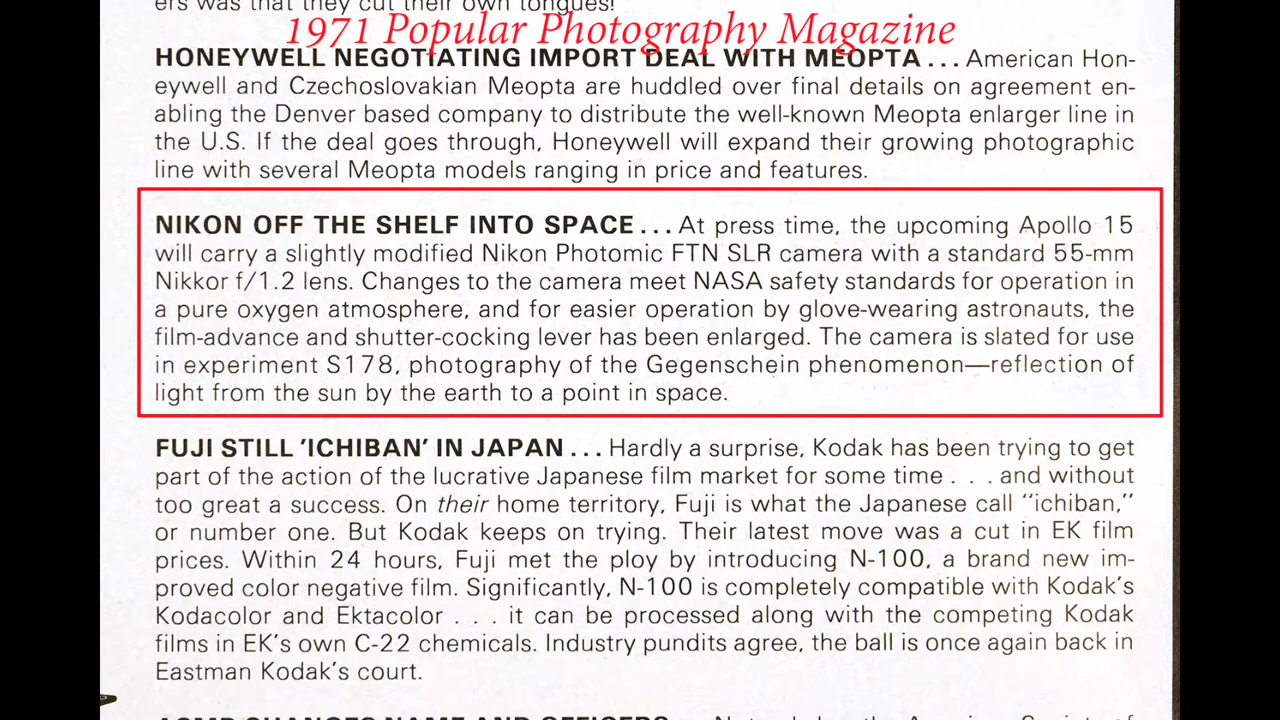 ers was that they cut their own tongues!
1971 Popular Photography Magazine
HONEYWELL NEGOTIATING IMPORT DEAL WITH MEOPTA . . . American Hon-
eywell and Czechoslovakian Meopta are huddled over final details on agreement en-
abling the Denver based company to distribute the well-known Meopta enlarger line in
the U.S. If the deal goes through, Honeywell will expand their growing photographic
line with several Meopta models ranging in price and features.
NIKON OFF THE SHELF INTO SPACE . . . At press time, the upcoming Apollo 15
will carry a slightly modified Nikon Photomic FTN SLR camera with a standard 55-mm
Nikkor f/1.2 lens. Changes to the camera meet NASA safety standards for operation in
a pure oxygen atmosphere, and for easier operation by glove-wearing astronauts, the
film-advance and shutter-cocking lever has been enlarged. The camera is slated for use
in experiment S178, photography of the Gegenschein phenomenon—reflection of
light from the sun by the earth to a point in space.
FUJI STILL 'ICHIBAN' IN JAPAN . . . Hardly a surprise, Kodak has been trying to get
part of the action of the lucrative Japanese film market for some time . . . and without
too great a success. On their home territory, Fuji is what the Japanese call "ichiban,"
or number one. But Kodak keeps on trying. Their latest move was a cut in EK film
prices. Within 24 hours, Fuji met the ploy by introducing N-100, a brand new im-
proved color negative film. Significantly, N-100 is completely compatible with Kodak's
Kodacolor and Ektacolor . . . it can be processed along with the competing Kodak
films in EK's own C-22 chemicals. Industry pundits agree, the ball is once again back in
Eastman Kodak's court.
ASMP CHANGES NAME AND OFFICERS